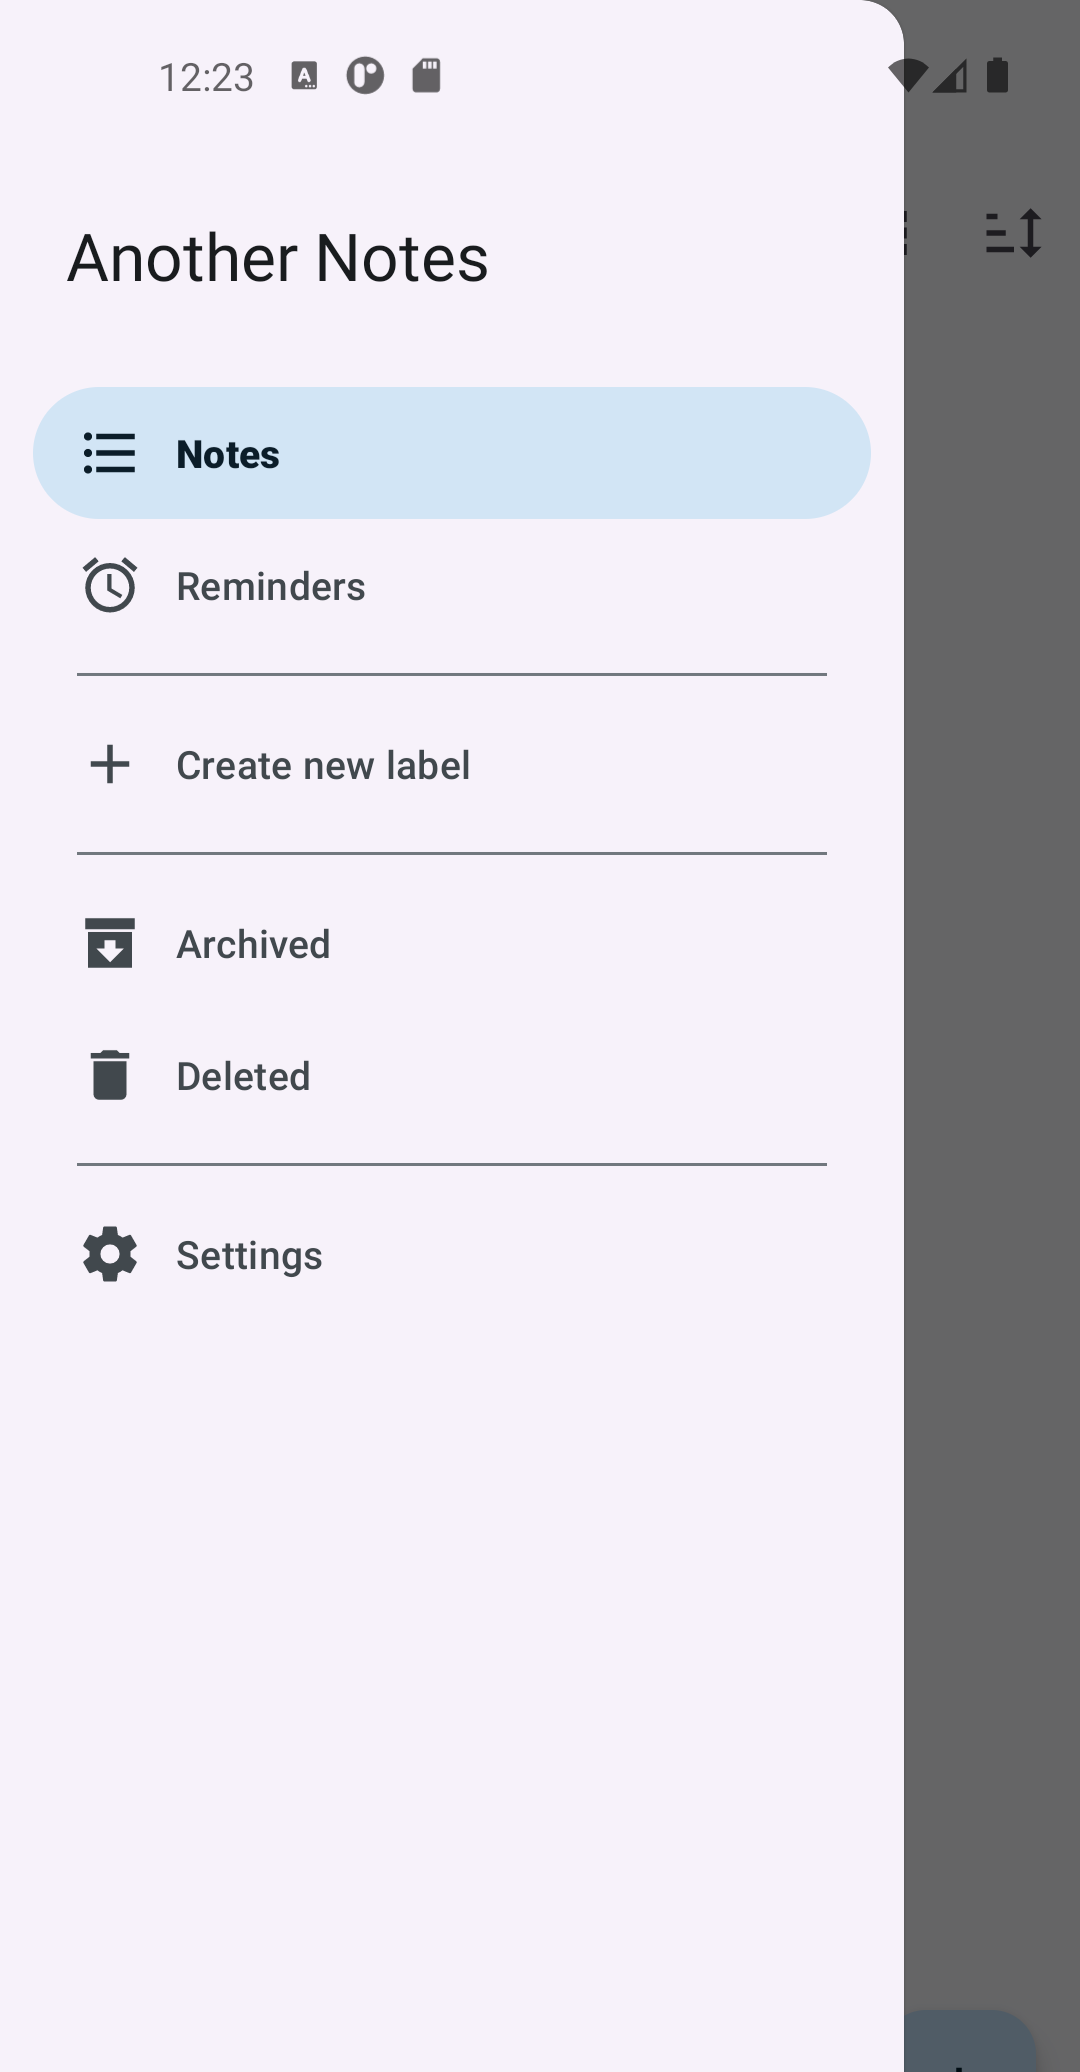 12:23
Another Notes
Notes
Reminders
Create new label
Archived
Deleted
Settings